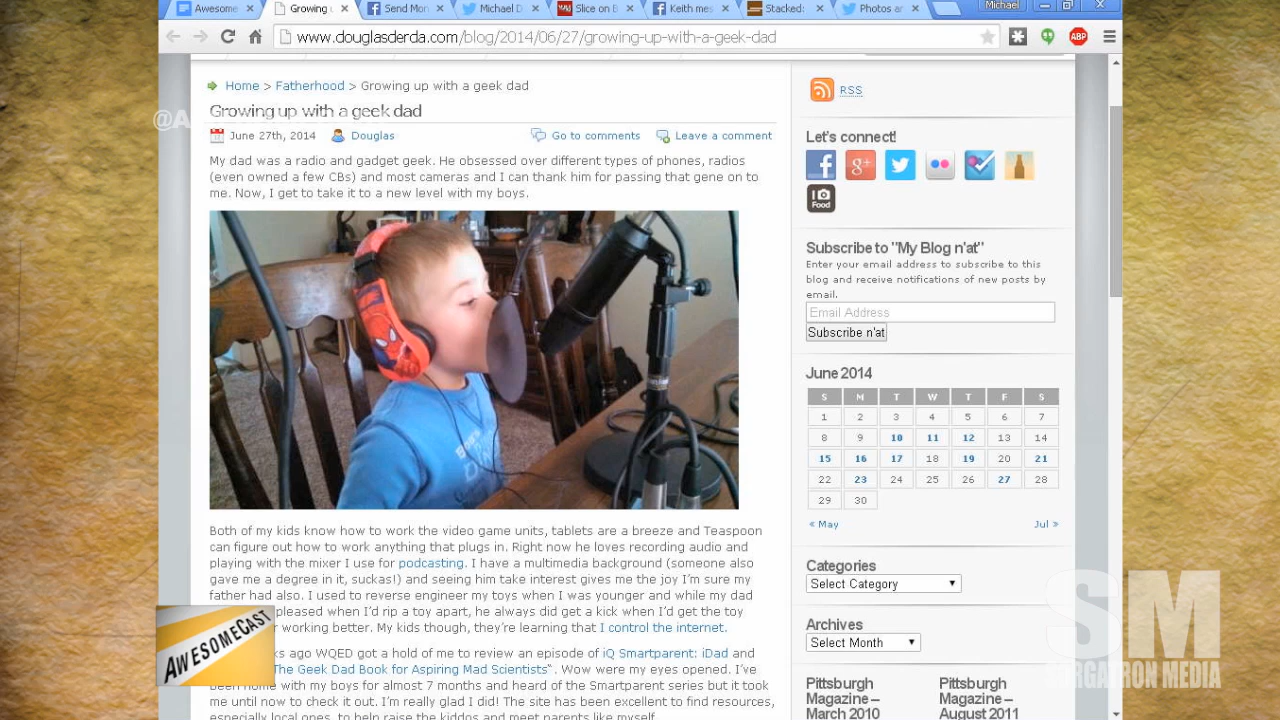 Awesome
Growing u
Send Mon
Michael D
Slice on B
Keith mes
Stacked:
Photos an
Michael
www.douglasderda.com/blog/2014/06/27/growing-up-with-a-geek-dad
ABP
Home > Fatherhood > Growing up with a geek dad
@A
Growing up with a geek dad
June 27th, 2014 Douglas Go to comments Leave a comment
My dad was a radio and gadget geek. He obsessed over different types of phones, radios
(even owned a few CBs) and most cameras and I can thank him for passing that gene on to
me. Now, I get to take it to a new level with my boys.
Both of my kids know how to work the video game units, tablets are a breeze and Teaspoon
can figure out how to work anything that plugs in. Right now he loves recording audio and
playing with the mixer I use for podcasting. I have a multimedia background (someone also
gave me a degree in it, suckas!) and seeing him take interest gives me the joy I'm sure my
father had also. I used to reverse engineer my toys when I was younger and while my dad
pleased when I'd rip a toy apart, he always did get a kick when I'd get the toy
working better. My kids though, they're learning that I control the internet.
ks ago WQED got a hold of me to review an episode of iQ Smartparent: iDad and
The Geek Dad Book for Aspiring Mad Scientists" . Wow were my eyes opened. I've
been home with my boys for almost 7 months and heard of the Smartparent series but it took
me until now to check it out. I'm really glad I did! The site has been excellent to find resources,
especially local ones, to help raise the kiddos and meet parents like myself.
AWESOMECAST
RSS
Let's connect!
f g+
I Food
Subscribe to "My Blog n'at"
Enter your email address to subscribe to this
blog and receive notifications of new posts by
email.
Email Address
Subscribe n'at
June 2014
S M T W T F S
1 2 3 4 5 6 7
8 9 10 11 12 13 14
15 16 17 18 19 20 21
22 23 24 25 26 27 28
29 30
« May Jul »
Categories
Select Category
Archives
Select Month
Pittsburgh
Magazine –
March 2010
Pittsburgh
Magazine –
August 2011
SM
RGATRON MEDIA